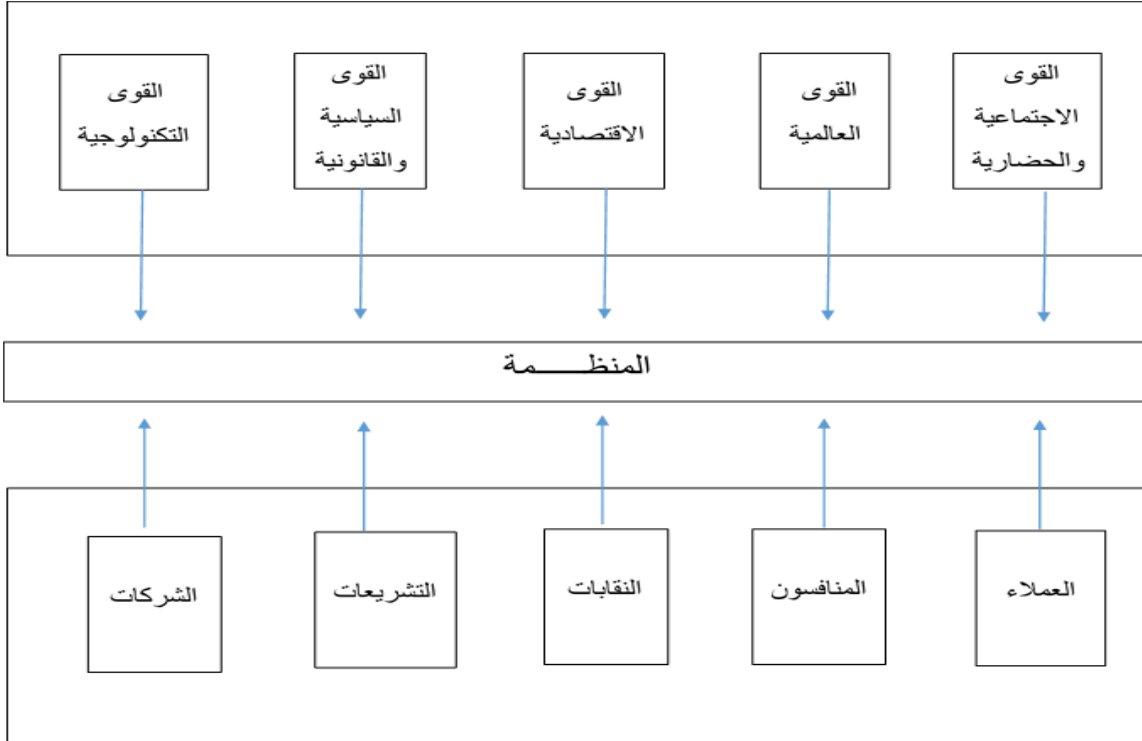 القوى
الاجتماعية
والحضارية
القوى
العالمية
القوى
الاقتصادية
القوى
السياسية
والقانونية
القوى
التكنولوجية
المنظـــــمة
العملاء
المنافسون
النقابات
التشريعات
الشركات